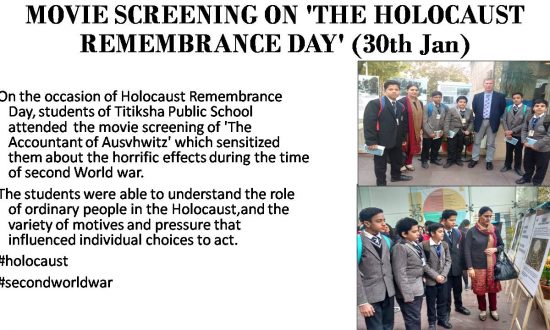 MOVIE SCREENING ON 'THE HOLOCAUST
REMEMBRANCE DAY' (30th Jan)
On the occasion of Holocaust Remembrance
Day, students of Titiksha Public School
attended the movie screening of 'The
Accountant of Ausvhwitz' which sensitized
them about the horrific effects during the time
of second World war.
The students were able to understand the role
of ordinary people in the Holocaust,and the
variety of motives and pressure that
influenced individual choices to act.
#holocaust
#secondworldwar